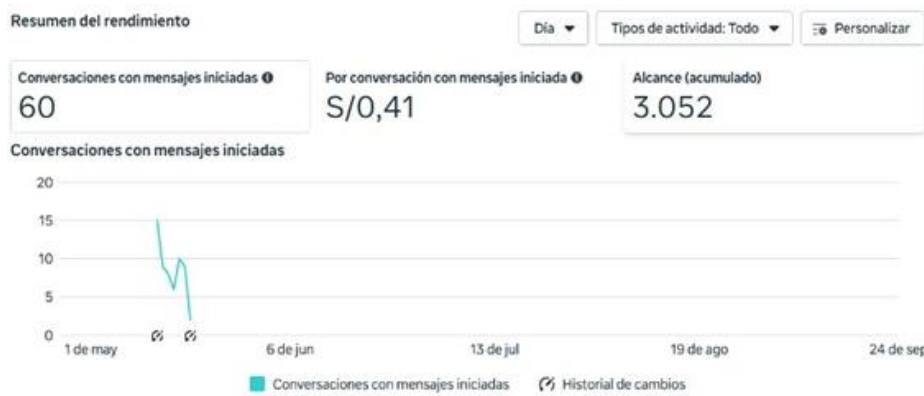 Resumen del rendimiento
Día
Tipos de actividad: Todo
Personalizar
Conversaciones con mensajes iniciadas
Por conversación con mensajes iniciada
Alcance (acumulado)
60
S/0,41
3.052
Conversaciones con mensajes iniciadas
20
15
10
5
0
1 de may
6 de jun
13 de jul
19 de ago
24 de sep
Conversaciones con mensajes iniciadas
Historial de cambios